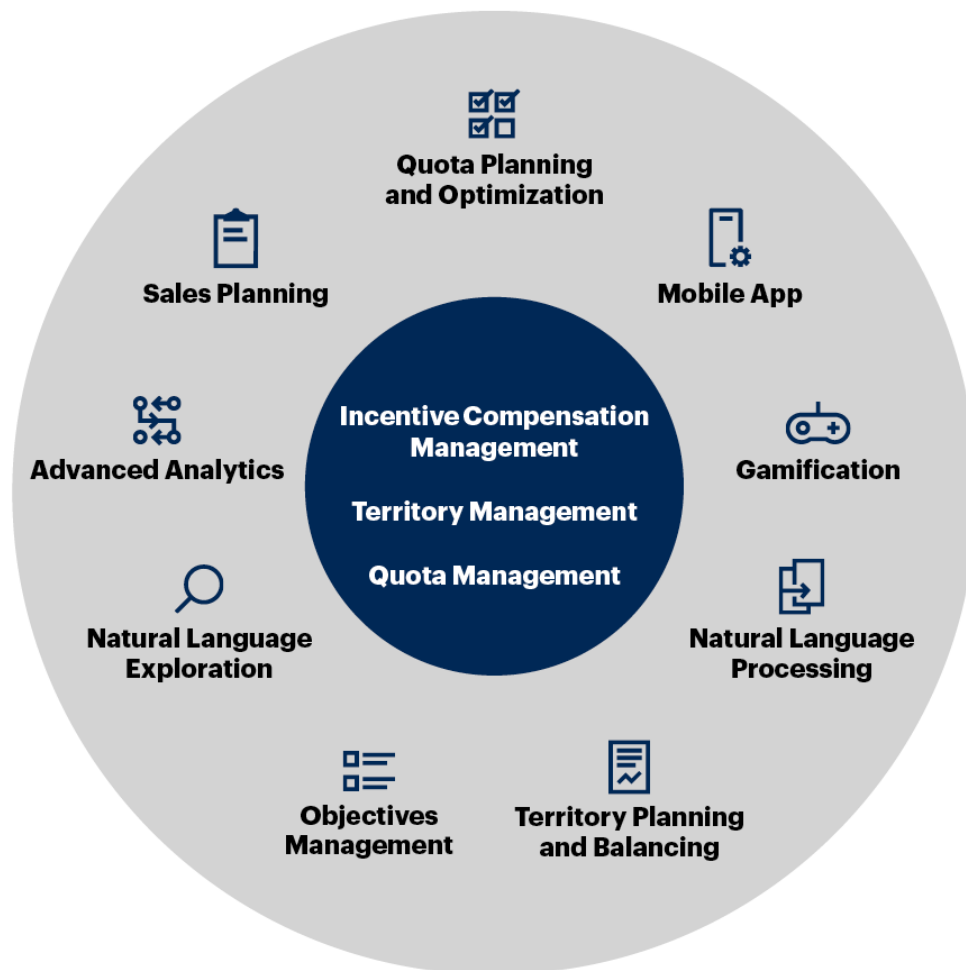 Quota Planning
and Optimization
Sales Planning
Mobile App
Incentive Compensation
Management
Territory Management
Quota Management
Advanced Analytics
Gamification
Natural Language
Exploration
Natural Language
Processing
Objectives
Management
Territory Planning
and Balancing